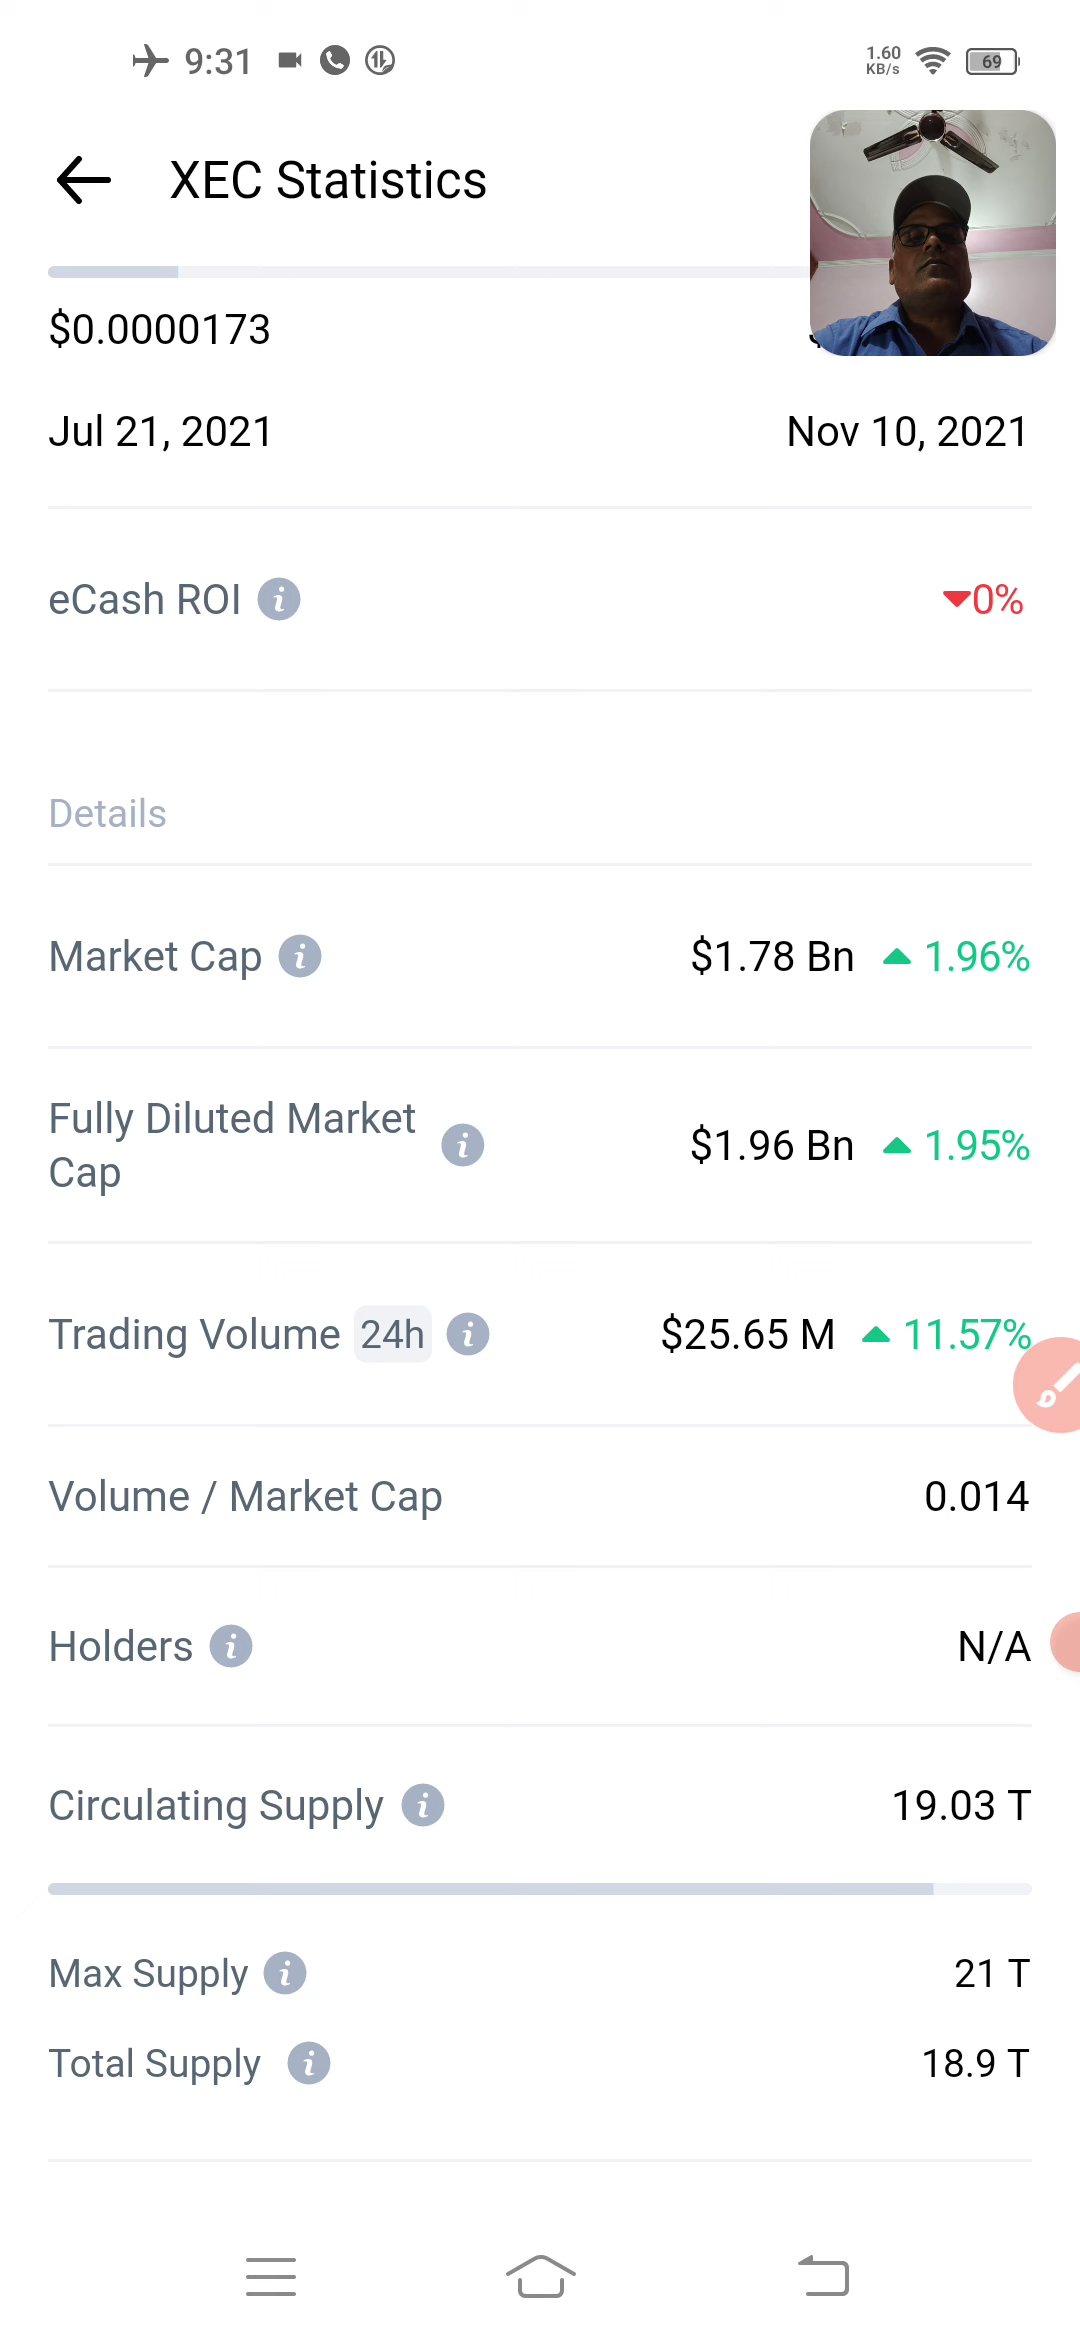 9:31
1.60
KB/s
69
XEC Statistics
$0.0000173
Jul 21, 2021
Nov 10, 2021
eCash ROI
0%
Details
Market Cap
$1.78 Bn
1.96%
Fully Diluted Market
Cap
$1.96 Bn
1.95%
Trading Volume 24h
$25.65 M
11.57%
Volume / Market Cap
0.014
Holders
N/A
Circulating Supply
19.03 T
Max Supply
21 T
Total Supply
18.9 T